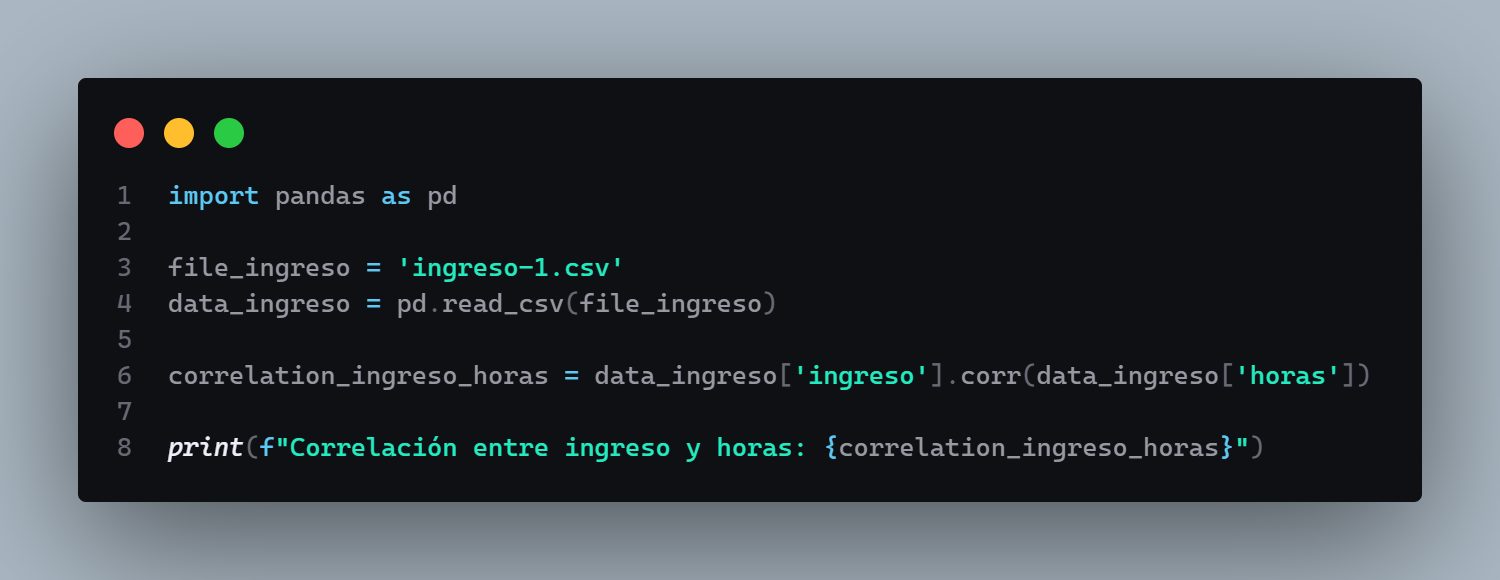 1 import pandas as pd
2
3 file_ingreso = 'ingreso-1.csv'
4 data_ingreso = pd.read_csv(file_ingreso)
5
6 correlation_ingreso_horas = data_ingreso['ingreso'].corr(data_ingreso['horas'])
7
8 print(f"Correlación entre ingreso y horas: {correlation_ingreso_horas}")